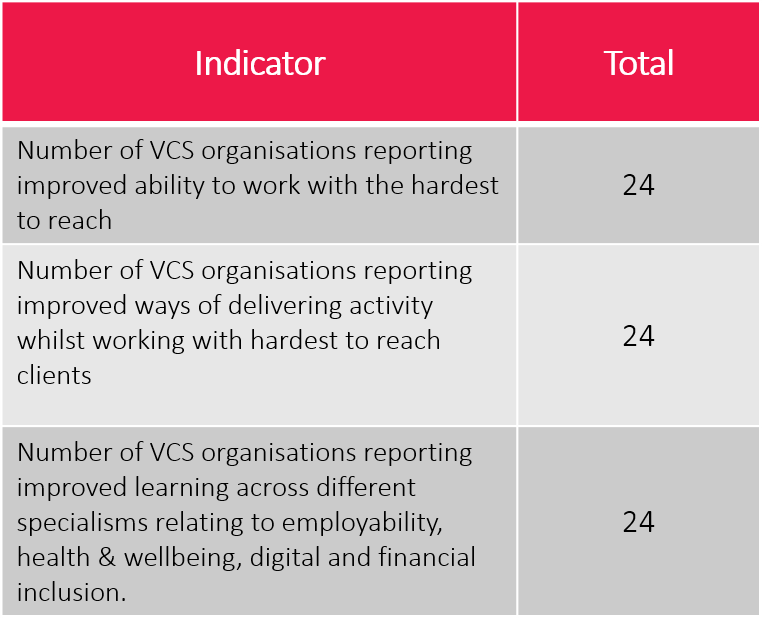 Indicator
Total
Number of VCS organisations reporting
improved ability to work with the hardest
to reach
24
Number of VCS organisations reporting
improved ways of delivering activity
whilst working with hardest to reach
clients
24
Number of VCS organisations reporting
improved learning across different
specialisms relating to employability,
health & wellbeing, digital and financial
inclusion.
24